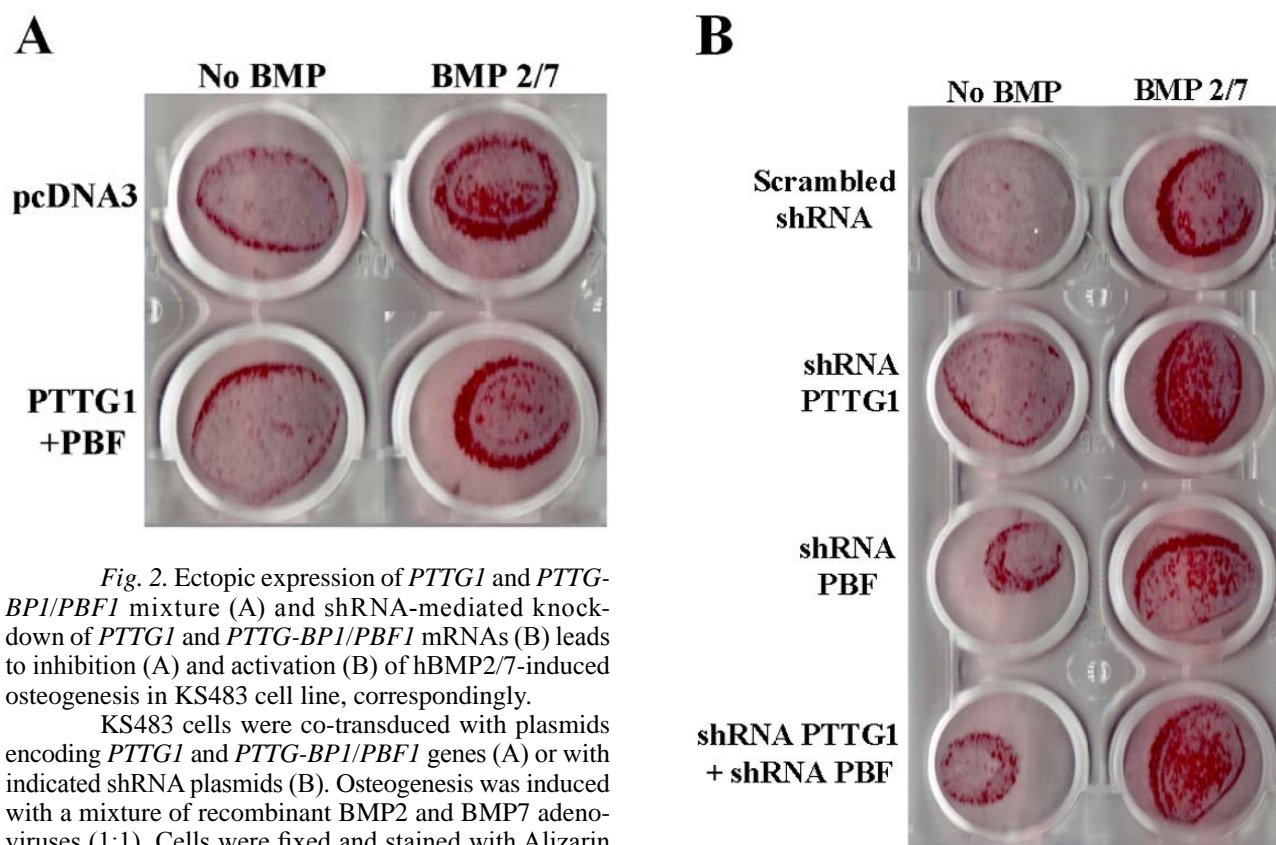 A
No BMP BMP 2/7
pcDNA3
PTTG1
+PBF
Fig. 2. Ectopic expression of PTTG1 and PTTG-
BP1/PBF1 mixture (A) and shRNA-mediated knock-
down of PTTG1 and PTTG-BP1/PBF1 mRNAs (B) leads
to inhibition (A) and activation (B) of hBMP2/7-induced
osteogenesis in KS483 cell line, correspondingly.
KS483 cells were co-transduced with plasmids
encoding PTTG1 and PTTG-BP1/PBF1 genes (A) or with
indicated shRNA plasmids (B). Osteogenesis was induced
with a mixture of recombinant BMP2 and BMP7 adeno-
viruses (1:1). Cells were fixed and stained with Alizarin
B
No BMP BMP 2/7
Scrambled
shRNA
shRNA
PTTG1
shRNA
PBF
shRNA PTTG1
+ shRNA PBF